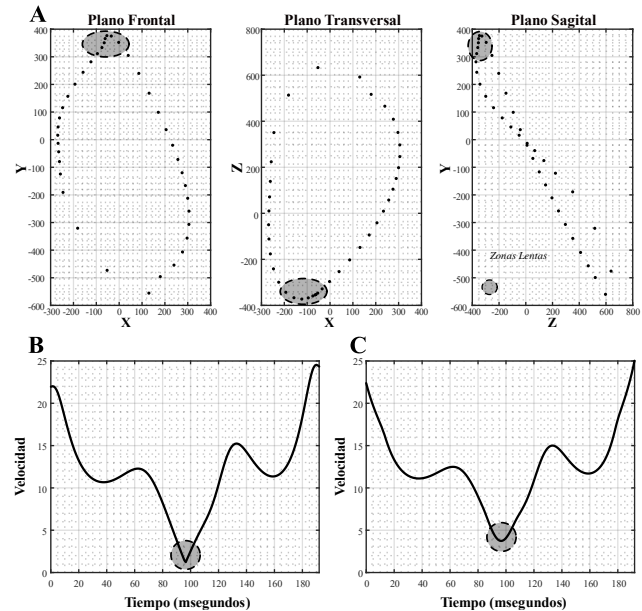 A
Plano Frontal
Plano Transversal
Plano Sagital
400
300
200
100
0
-100
-200
-300
-400
-500
-600
Y
-300 -200 -100 0 100 200 300 400
X
800
600
400
200
0
-200
-400
Z
-300 -200 -100 0 100 200 300 400
X
400
300
200
100
0
-100
-200
-300
-400
-500
-600
Y
Zonas Lentas
-400 -200 0 200 400 600 800
Z
B
25
20
15
10
5
0
Velocidad
0 20 40 60 80 100 120 140 160 180
Tiempo (msegundos)
C
25
20
15
10
5
0
Velocidad
0 20 40 60 80 100 120 140 160 180
Tiempo (msegundos)